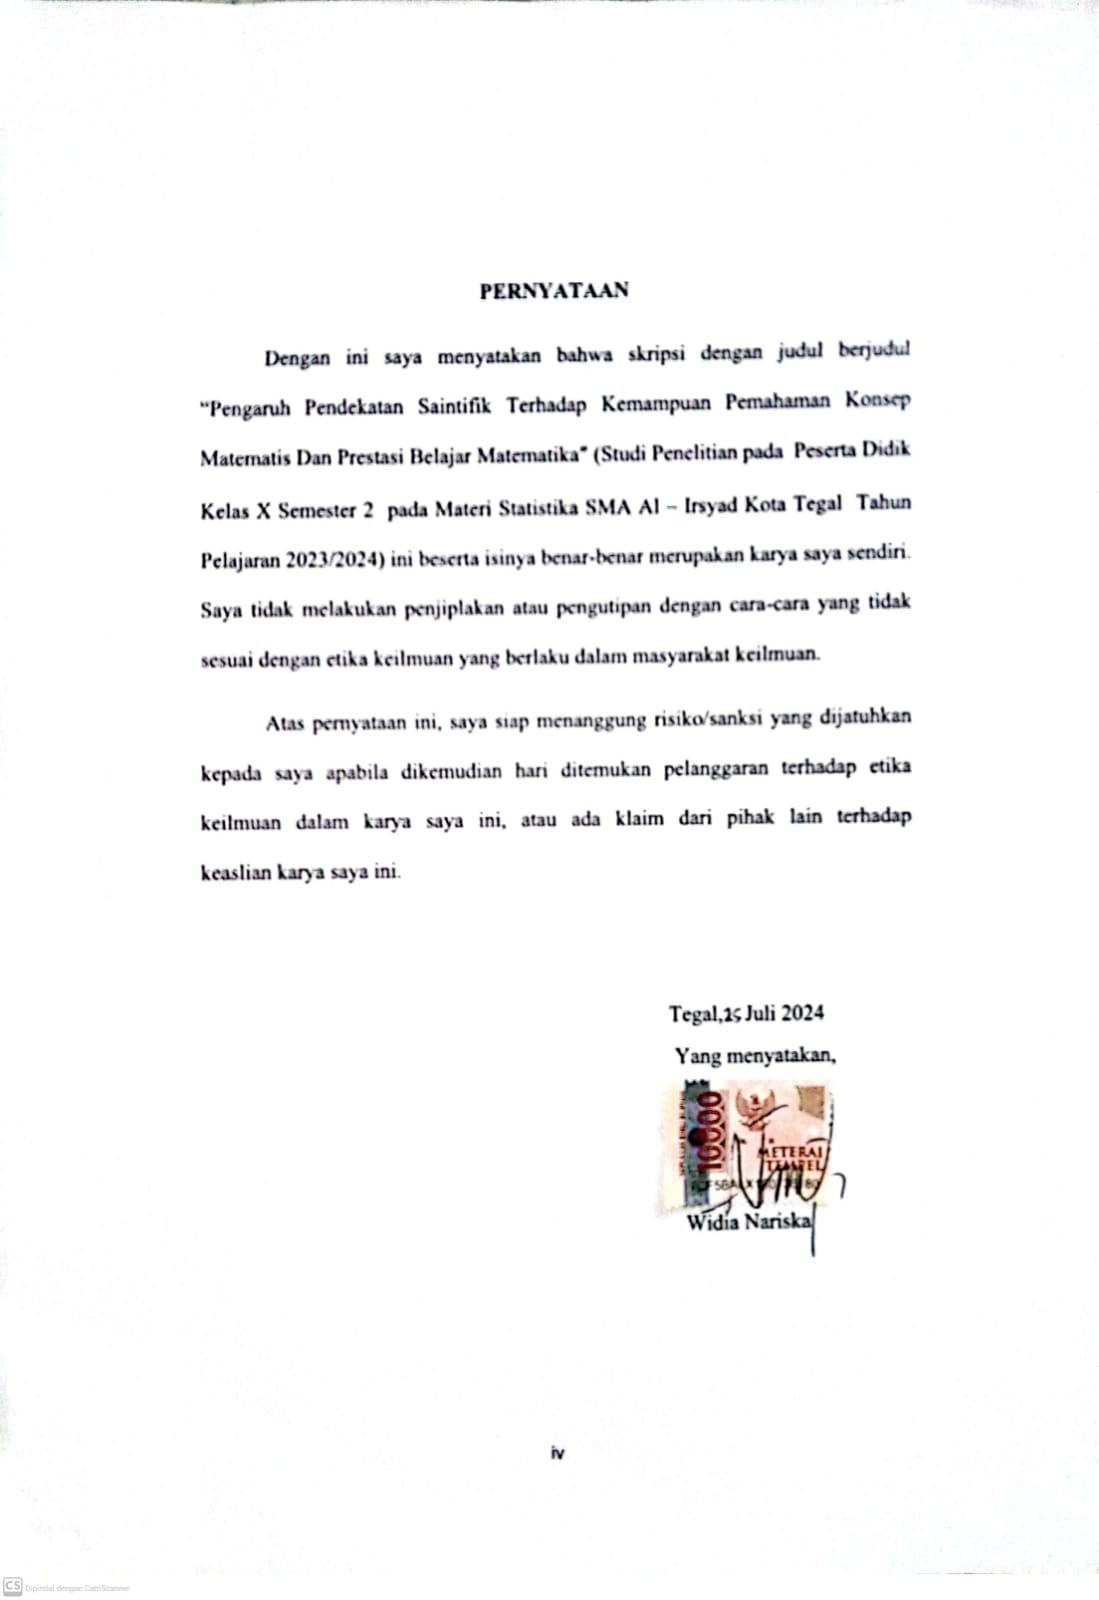 PERNYATAAN
Dengan ini saya menyatakan bahwa skripsi dengan judul berjudul
“Pengaruh Pendekatan Saintifik Terhadap Kemampuan Pemahaman Konsep
Matematis Dan Prestasi Belajar Matematika” (Studi Penelitian pada Peserta Didik
Kelas X Semester 2 pada Materi Statistika SMA Al – Irsyad Kota Tegal Tahun
Pelajaran 2023/2024) ini beserta isinya benar-benar merupakan karya saya sendiri.
Saya tidak melakukan penjiplakan atau pengutipan dengan cara-cara yang tidak
sesuai dengan etika keilmuan yang berlaku dalam masyarakat keilmuan.
Atas pernyataan ini, saya siap menanggung risiko/sanksi yang dijatuhkan
kepada saya apabila dikemudian hari ditemukan pelanggaran terhadap etika
keilmuan dalam karya saya ini, atau ada klaim dari pihak lain terhadap
keaslian karya saya ini.
Tegal,25 Juli 2024
Yang menyatakan,
10000
METERAI
TEMPEL
Widia Nariska
iv
CS Dipindai dengan CamScanner